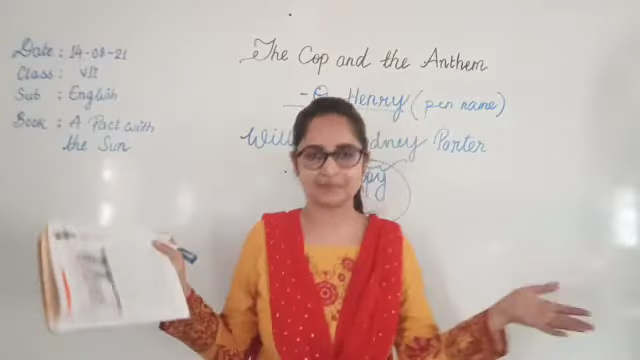 Date : 14-08-21
Class : VII
Sub : English
Book : A Pact with
the Sun
The Cop and the Anthem
- O. Henry (pen name)
Porter